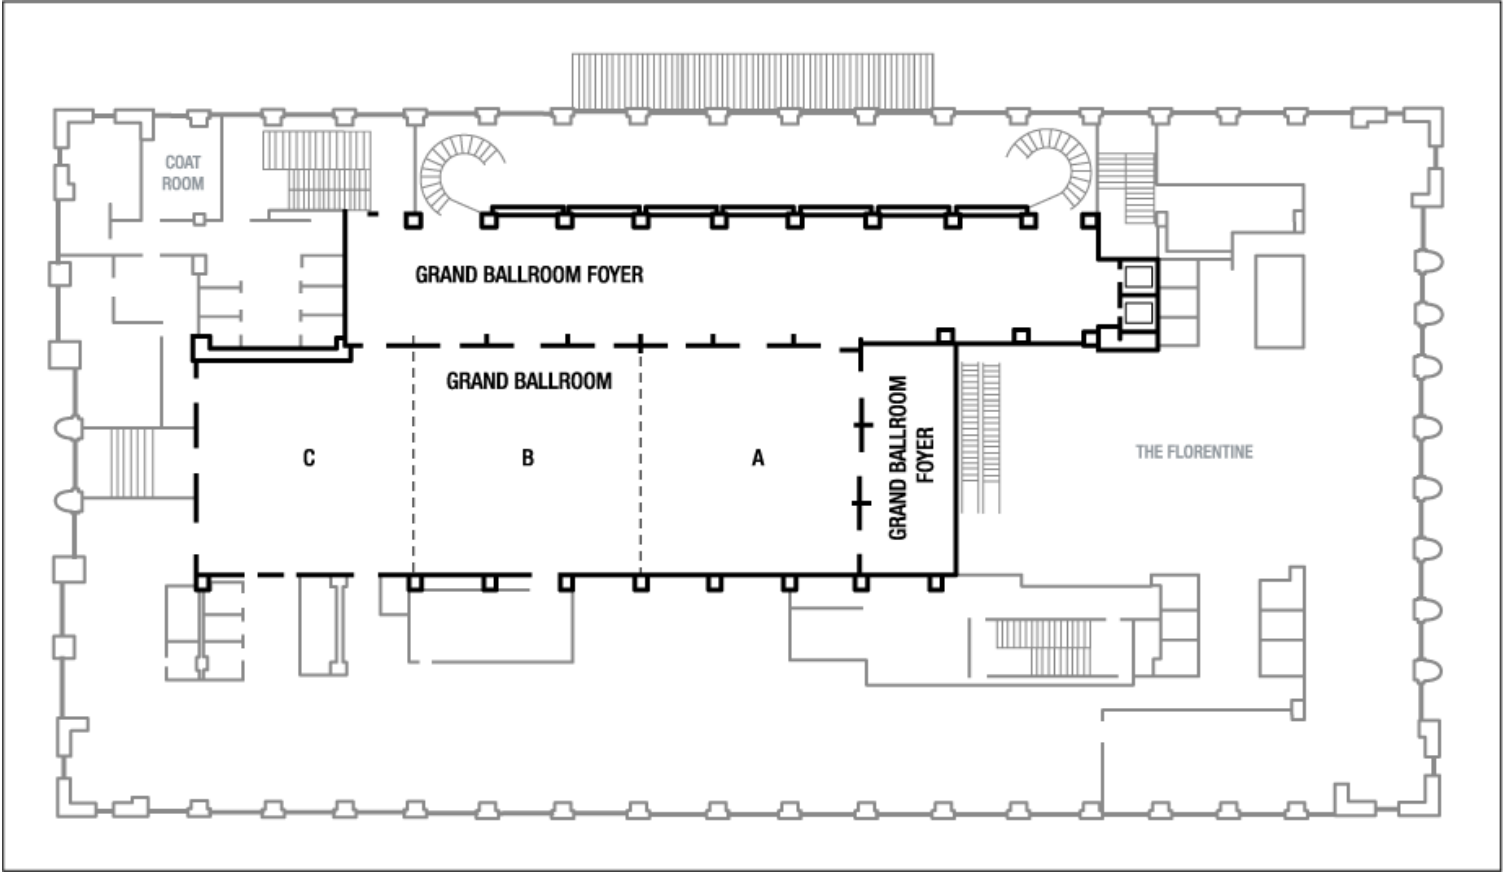 COAT
ROOM
GRAND BALLROOM FOYER
GRAND BALLROOM
C
B
A
GRAND BALLROOM
FOYER
THE FLORENTINE